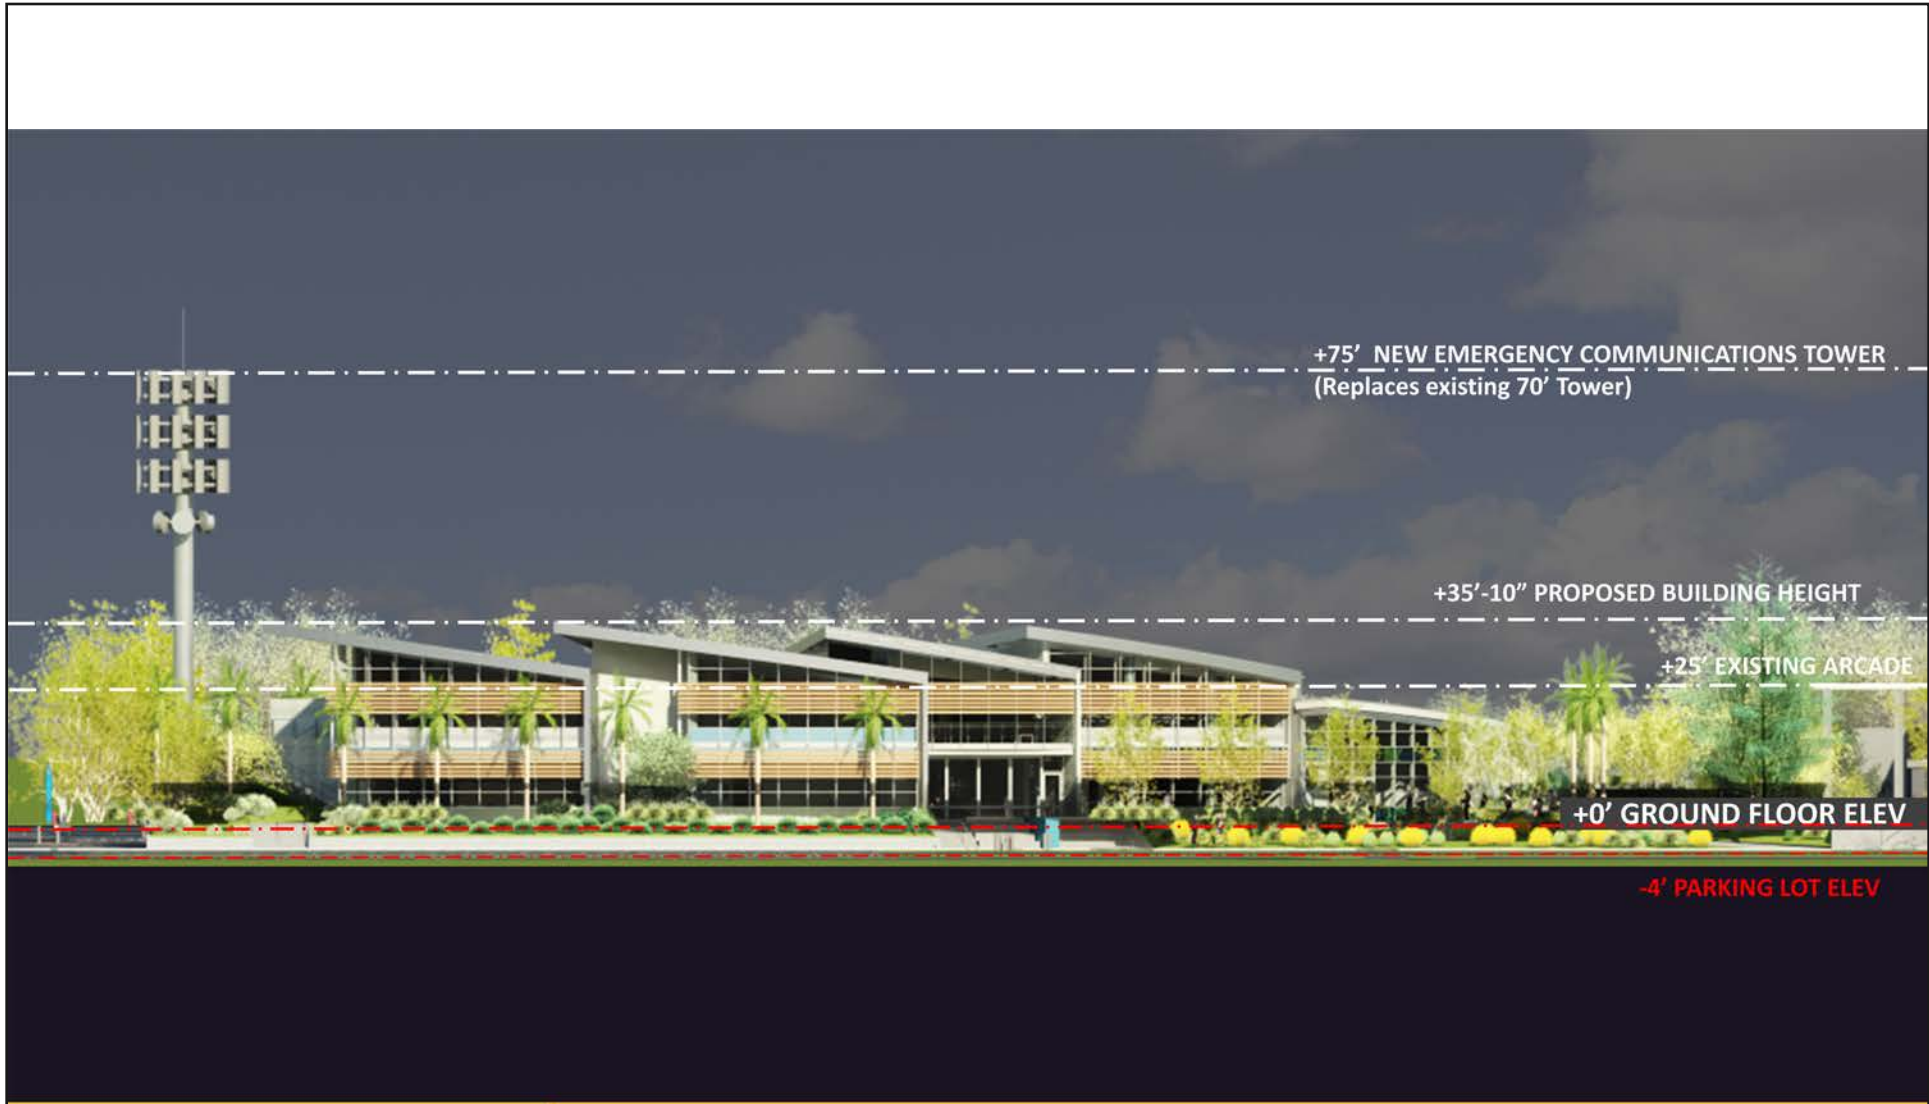 +75’ NEW EMERGENCY COMMUNICATIONS TOWER
(Replaces existing 70’ Tower)
+35’-10” PROPOSED BUILDING HEIGHT
+25’ EXISTING ARCADE
+0’ GROUND FLOOR ELEV
-4’ PARKING LOT ELEV